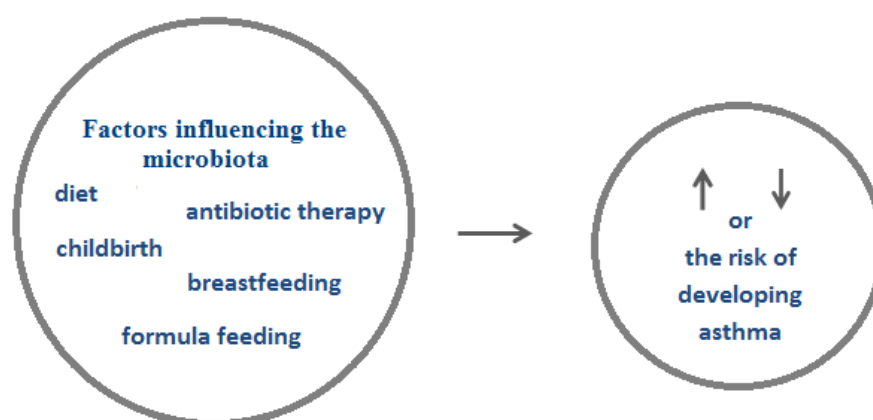 Factors influencing the
microbiota
diet
antibiotic therapy
childbirth
breastfeeding
formula feeding
↑ ↓
or
the risk of
developing
asthma